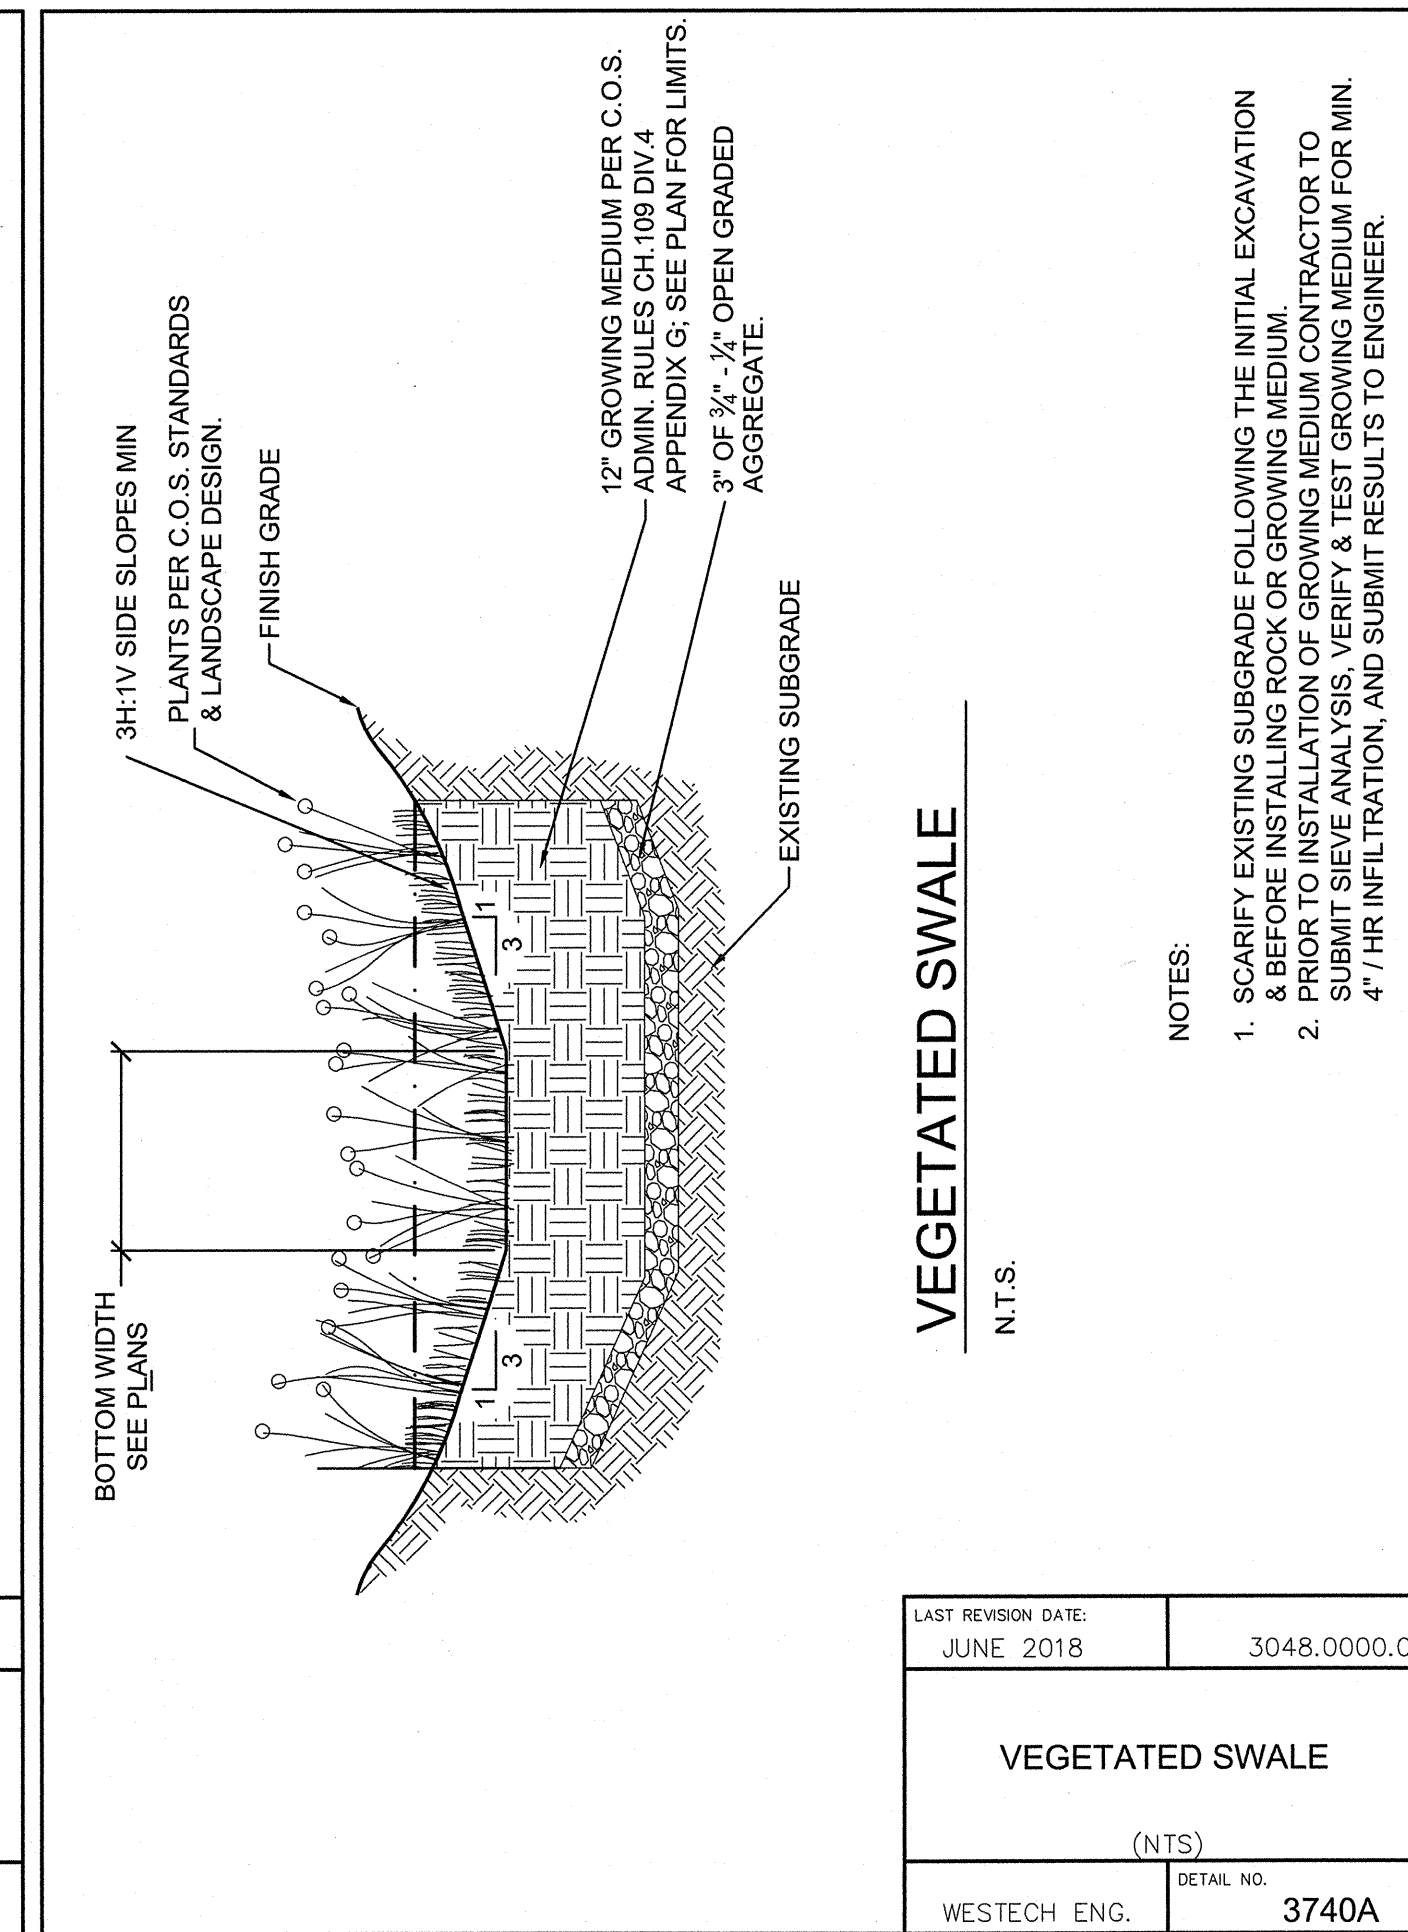 BOTTOM WIDTH
SEE PLANS
3H:1V SIDE SLOPES MIN
PLANTS PER C.O.S. STANDARDS
& LANDSCAPE DESIGN.
FINISH GRADE
1
3
3
1
12" GROWING MEDIUM PER C.O.S.
ADMIN. RULES CH.109 DIV.4
APPENDIX G; SEE PLAN FOR LIMITS.
3" OF ¾" - ¼" OPEN GRADED
AGGREGATE.
EXISTING SUBGRADE
VEGETATED SWALE
N.T.S.
NOTES:
1. SCARIFY EXISTING SUBGRADE FOLLOWING THE INITIAL EXCAVATION
& BEFORE INSTALLING ROCK OR GROWING MEDIUM.
2. PRIOR TO INSTALLATION OF GROWING MEDIUM CONTRACTOR TO
SUBMIT SIEVE ANALYSIS, VERIFY & TEST GROWING MEDIUM FOR MIN.
4" / HR INFILTRATION, AND SUBMIT RESULTS TO ENGINEER.
LAST REVISION DATE:
JUNE 2018
3048.0000.0
VEGETATED SWALE
(NTS)
WESTECH ENG.
DETAIL NO.
3740A